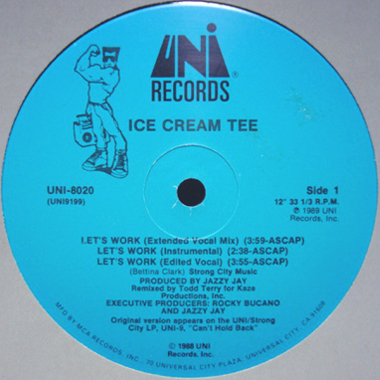 UNI
®
RECORDS
ICE CREAM TEE
UNI-8020
(UNI9199)
Side 1
12" 33 1/3 R.P.M.
℗ 1989 UNI
Records, Inc.
LET'S WORK (Extended Vocal Mix) (3:59-ASCAP)
LET'S WORK (Instrumental) (2:38-ASCAP)
LET'S WORK (Edited Vocal) (3:55-ASCAP)
(Bettina Clark) Strong City Music
PRODUCED BY JAZZY JAY
Remixed by Todd Terry for Kaze
Productions, Inc.
EXECUTIVE PRODUCERS: ROCKY BUCANO
AND JAZZY JAY
Original version appears on the UNI/Strong
City LP, UNI-9, "Can't Hold Back"
© 1988 UNI
Records, Inc.
MFG BY MCA RECORDS, INC., 70 UNIVERSAL CITY PLAZA, UNIVERSAL CITY, CA 91608